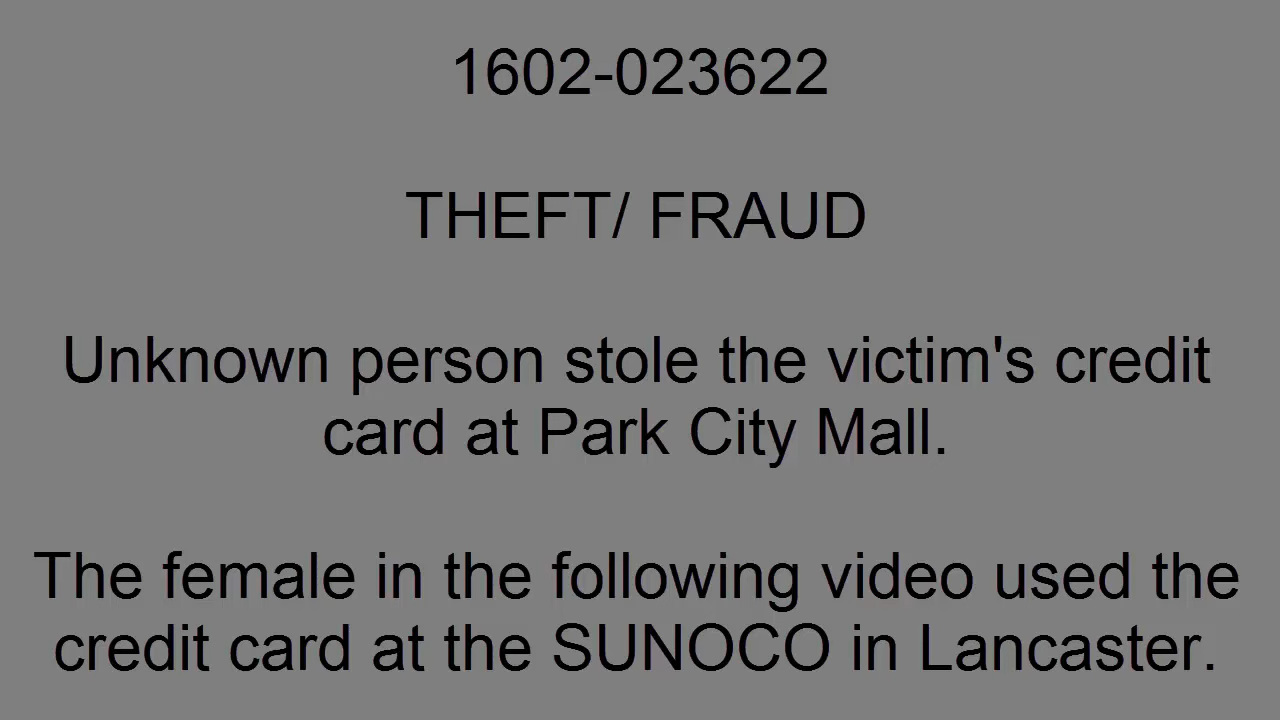 1602-023622
THEFT/ FRAUD
Unknown person stole the victim's credit
card at Park City Mall.
The female in the following video used the
credit card at the SUNOCO in Lancaster.